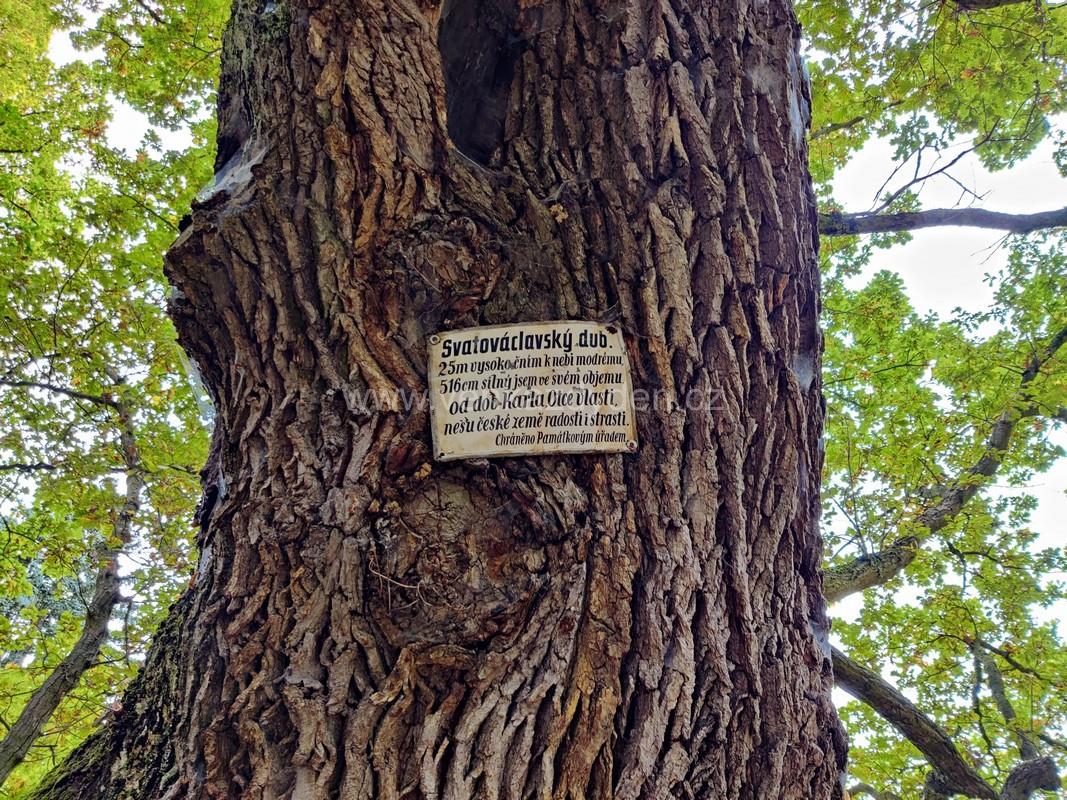 Svatováclavský dub.
25m vysoko čním k nebi modrému,
516cm silný jsem ve svém objemu
od dob Karla Otce vlasti,
nesu české země radosti i strasti.
Chráněno Památkovým úřadem.